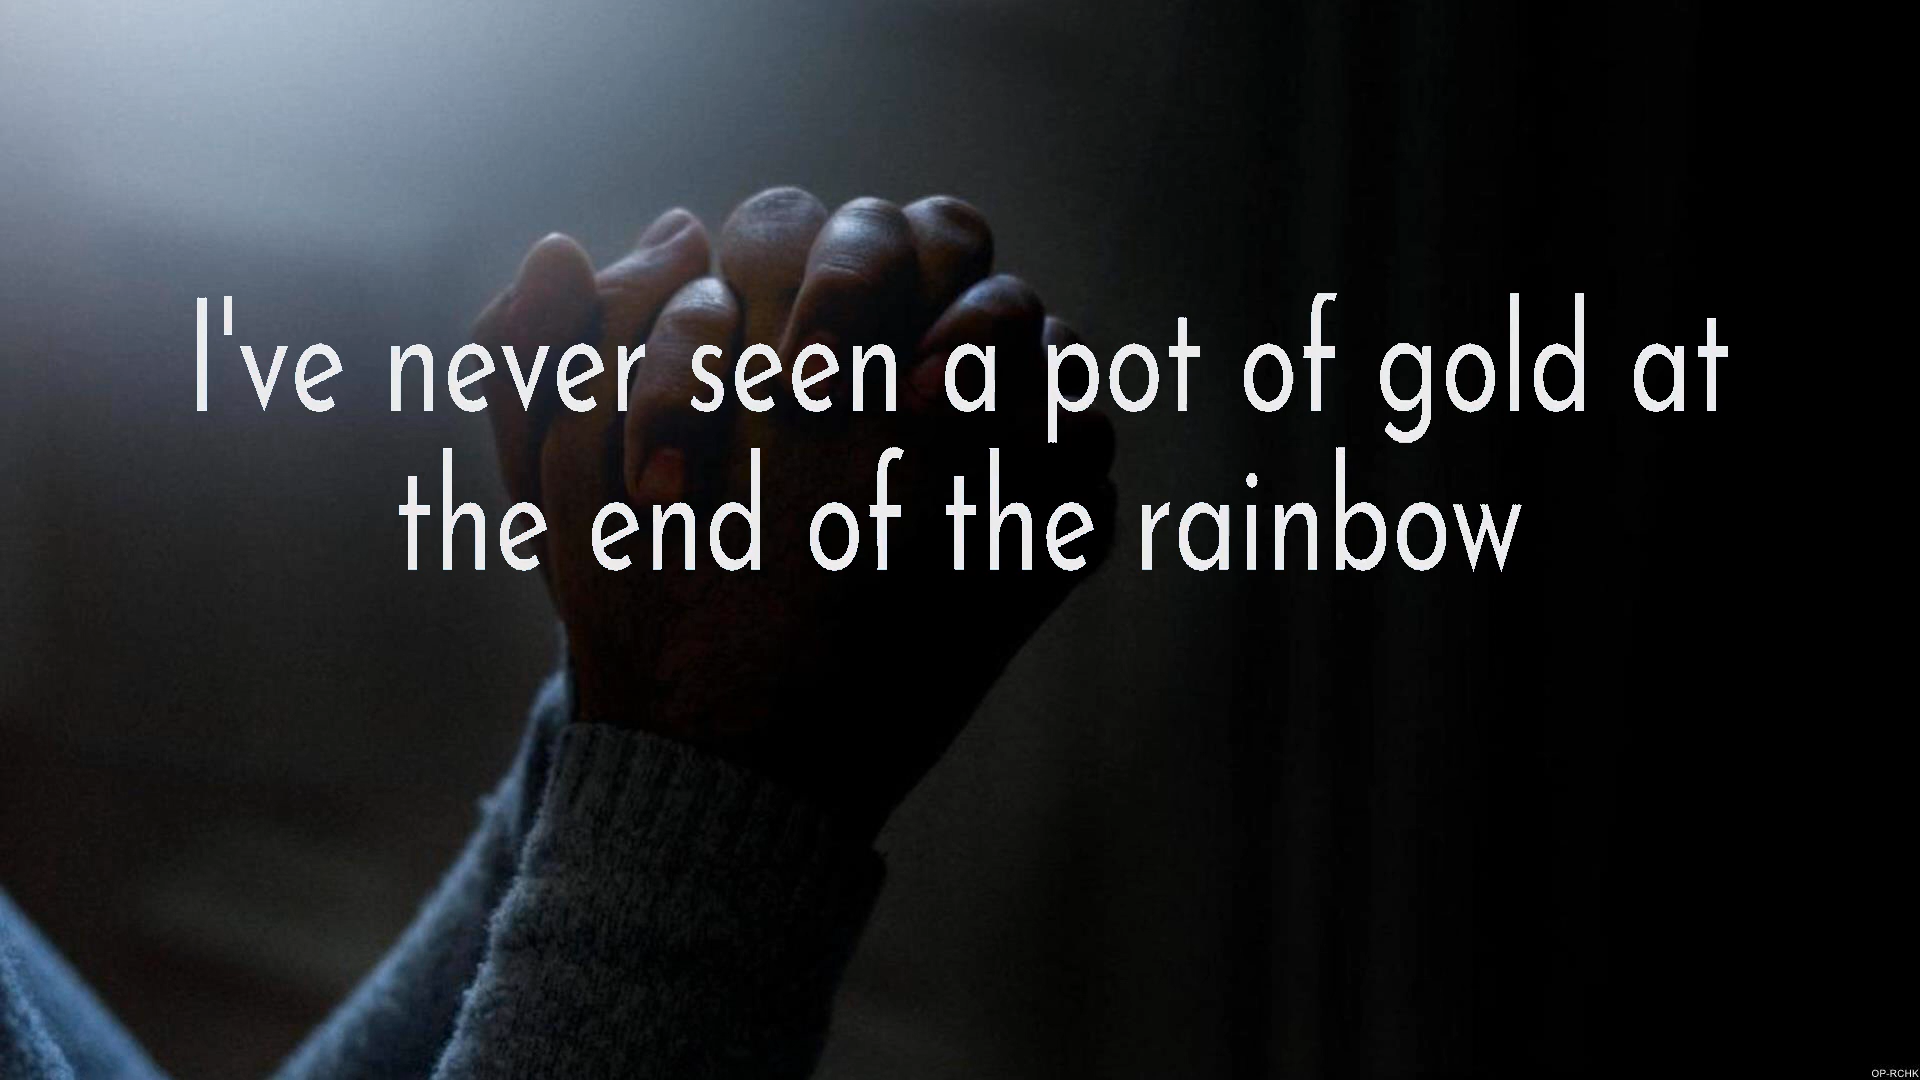 I've never seen a pot of gold at
the end of the rainbow
OP-RCHK